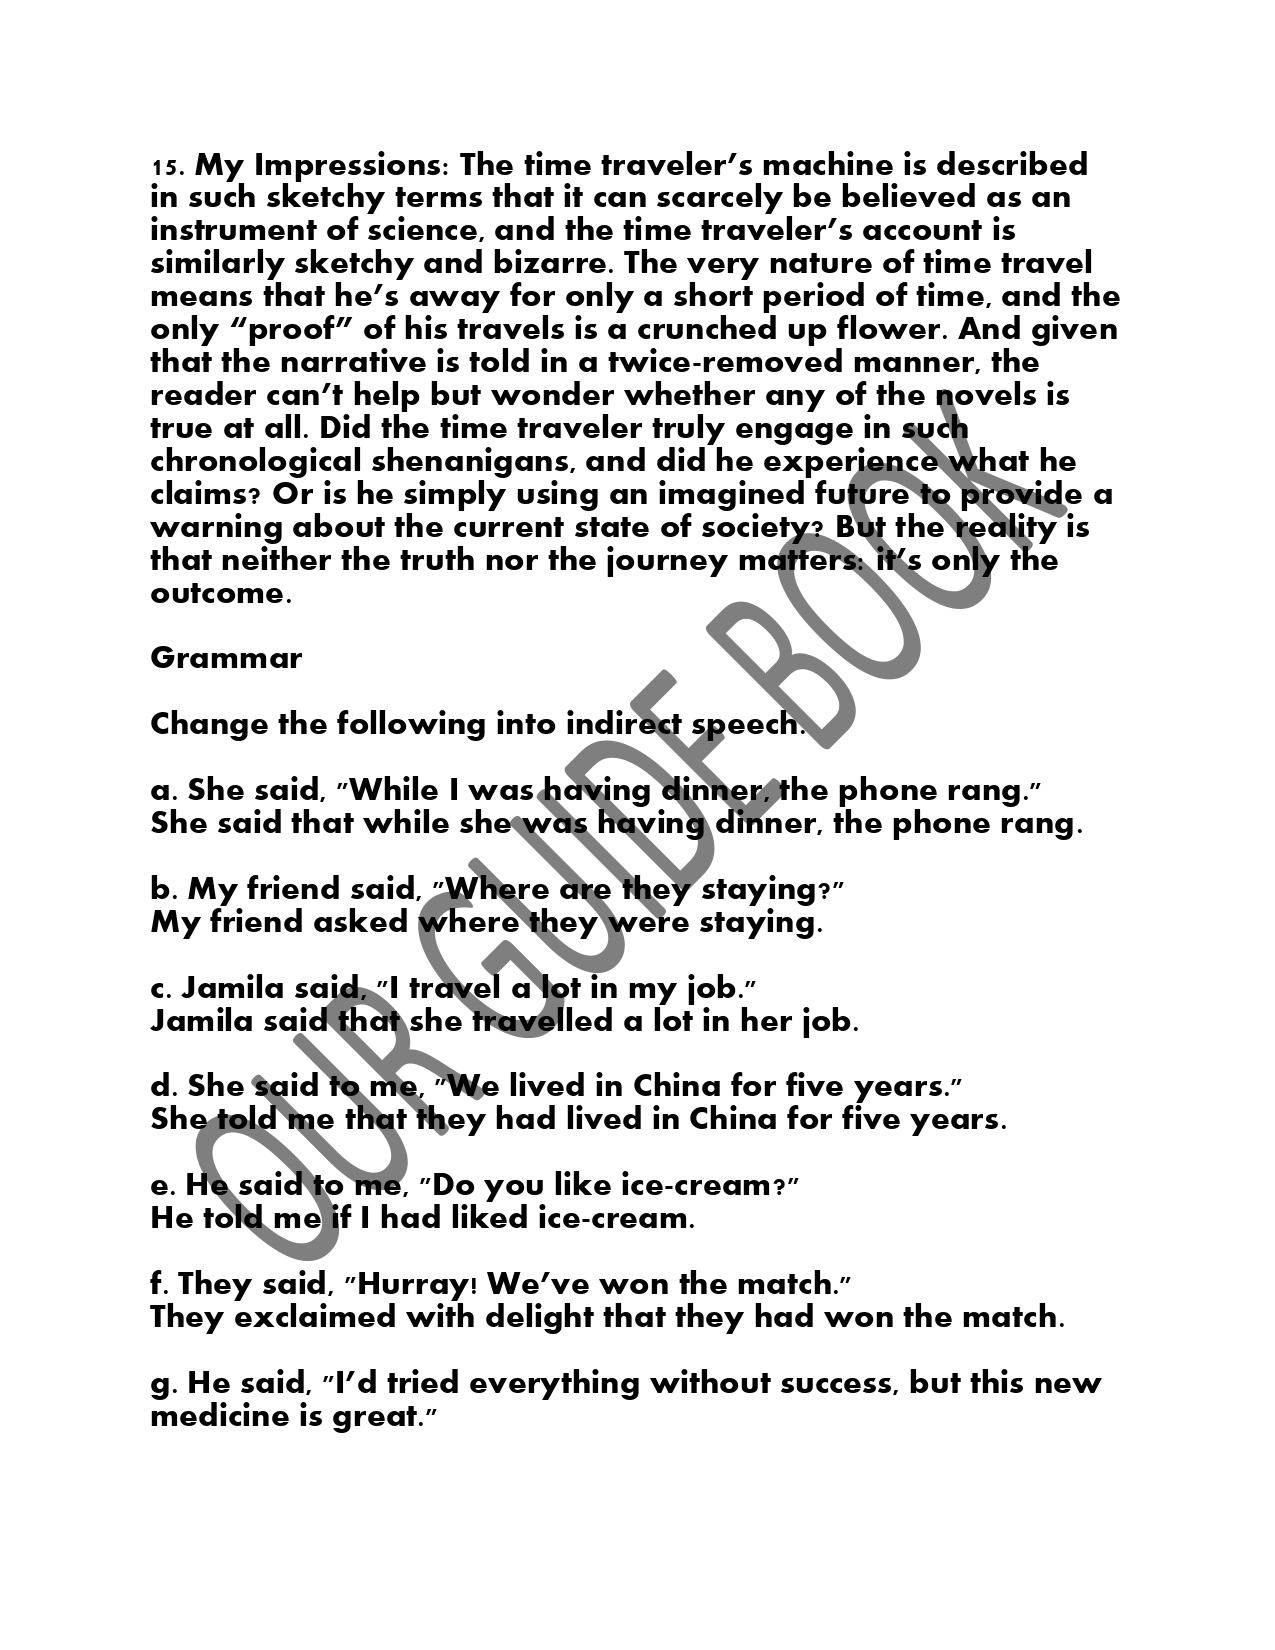 15. My Impressions: The time traveler’s machine is described
in such sketchy terms that it can scarcely be believed as an
instrument of science, and the time traveler’s account is
similarly sketchy and bizarre. The very nature of time travel
means that he’s away for only a short period of time, and the
only “proof” of his travels is a crunched up flower. And given
that the narrative is told in a twice-removed manner, the
reader can’t help but wonder whether any of the novels is
true at all. Did the time traveler truly engage in such
chronological shenanigans, and did he experience what he
claims? Or is he simply using an imagined future to provide a
warning about the current state of society? But the reality is
that neither the truth nor the journey matters: it’s only the
outcome.
Grammar
Change the following into indirect speech.
a. She said, ”While I was having dinner, the phone rang.”
She said that while she was having dinner, the phone rang.
b. My friend said, ”Where are they staying?”
My friend asked where they were staying.
c. Jamila said, ”I travel a lot in my job.”
Jamila said that she travelled a lot in her job.
d. She said to me, ”We lived in China for five years.”
She told me that they had lived in China for five years.
e. He said to me, ”Do you like ice-cream?”
He told me if I had liked ice-cream.
f. They said, ”Hurray! We’ve won the match.”
They exclaimed with delight that they had won the match.
g. He said, ”I’d tried everything without success, but this new
medicine is great.”
OUR GUIDE BOOK